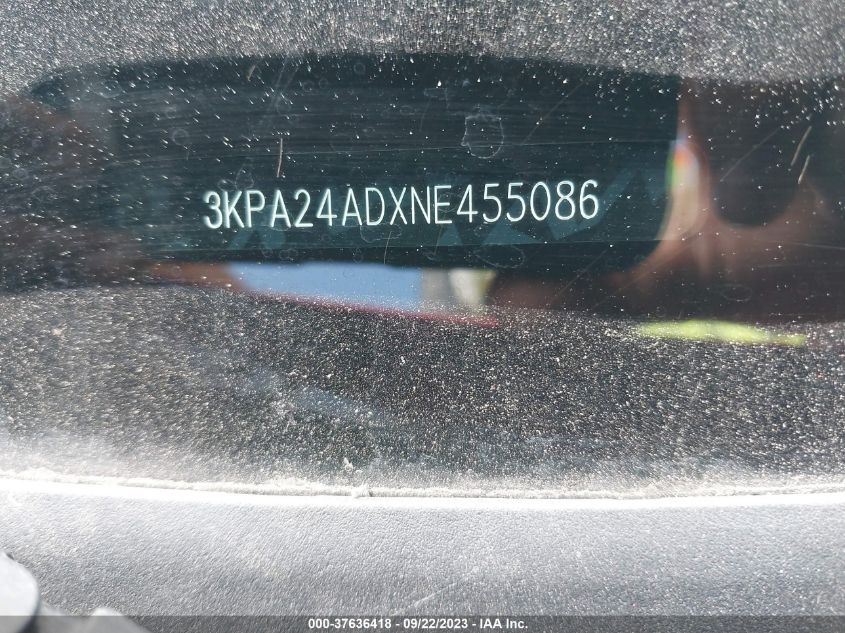 3KPA24ADXNE455086
000-37636418 - 09/22/2023 - IAA Inc.